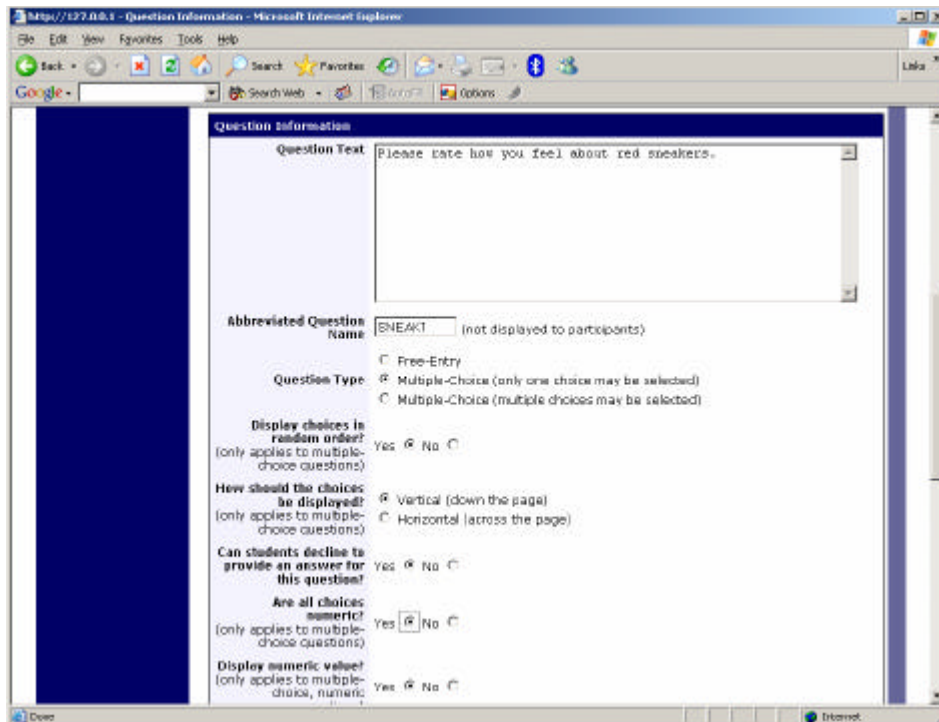 http://127.0.0.1 - Question Information - Microsoft Internet Explorer
File Edit View Favorites Tools Help
Back Search Favorites Links
Google Search Web Options
Question Information
Question Text Please rate how you feel about red sneakers.
Abbreviated Question
Name SNEAK1 (not displayed to participants)
Free-Entry
Question Type Multiple-Choice (only one choice may be selected)
Multiple-Choice (multiple choices may be selected)
Display choices in
random order?
(only applies to multiple-
choice questions)
Yes No
How should the choices
be displayed?
(only applies to multiple-
choice questions)
Vertical (down the page)
Horizontal (across the page)
Can students decline to
provide an answer for
this question?
Yes No
Are all choices
numeric?
(only applies to multiple-
choice questions)
Yes No
Display numeric value?
(only applies to multiple-
choice, numeric
Yes No
Done Internet